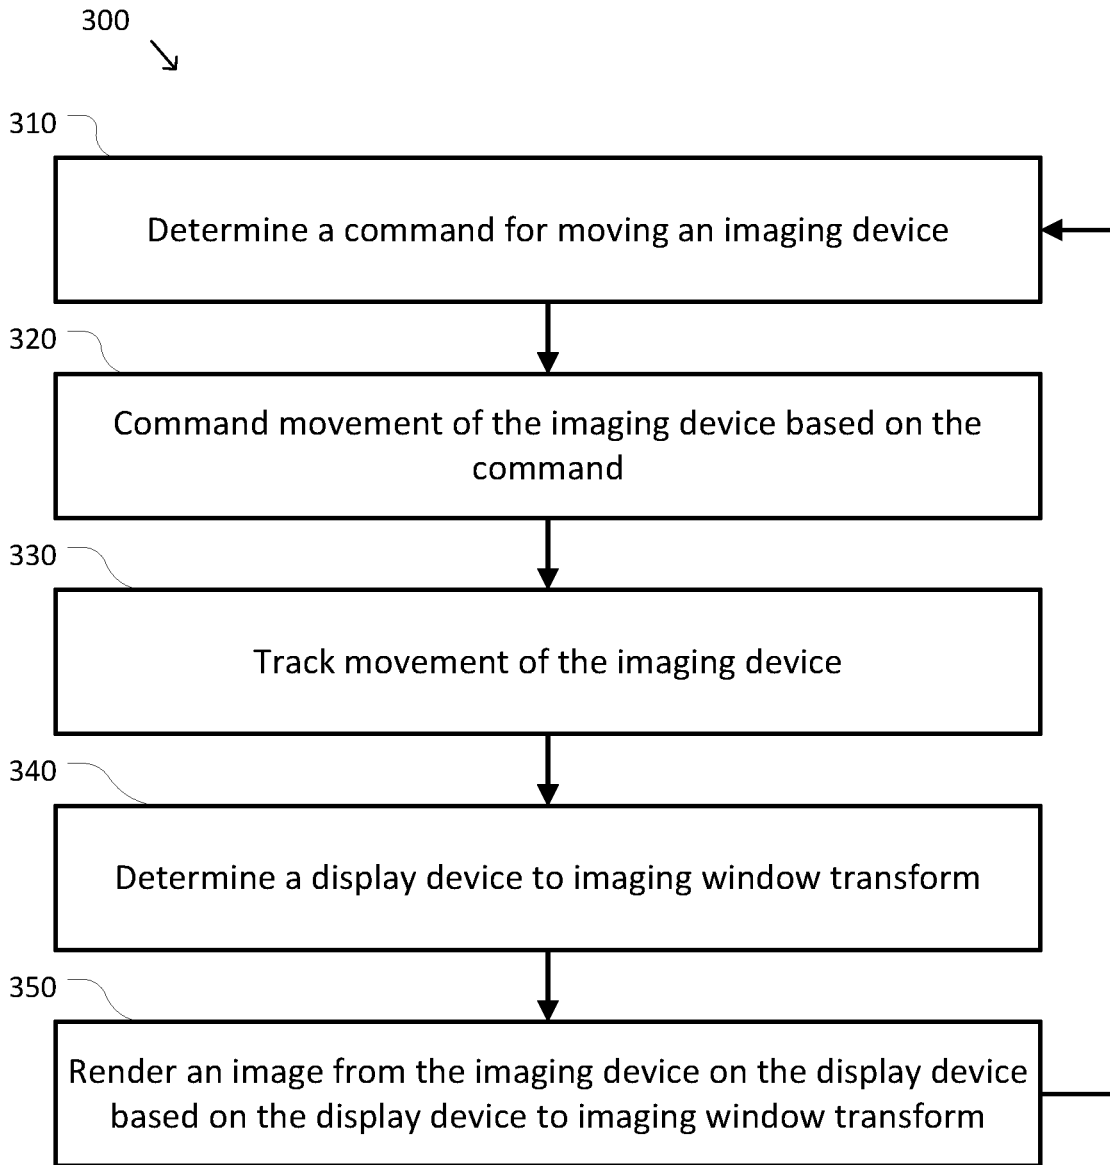 300
310
Determine a command for moving an imaging device
320
Command movement of the imaging device based on the
command
330
Track movement of the imaging device
340
Determine a display device to imaging window transform
350
Render an image from the imaging device on the display device
based on the display device to imaging window transform